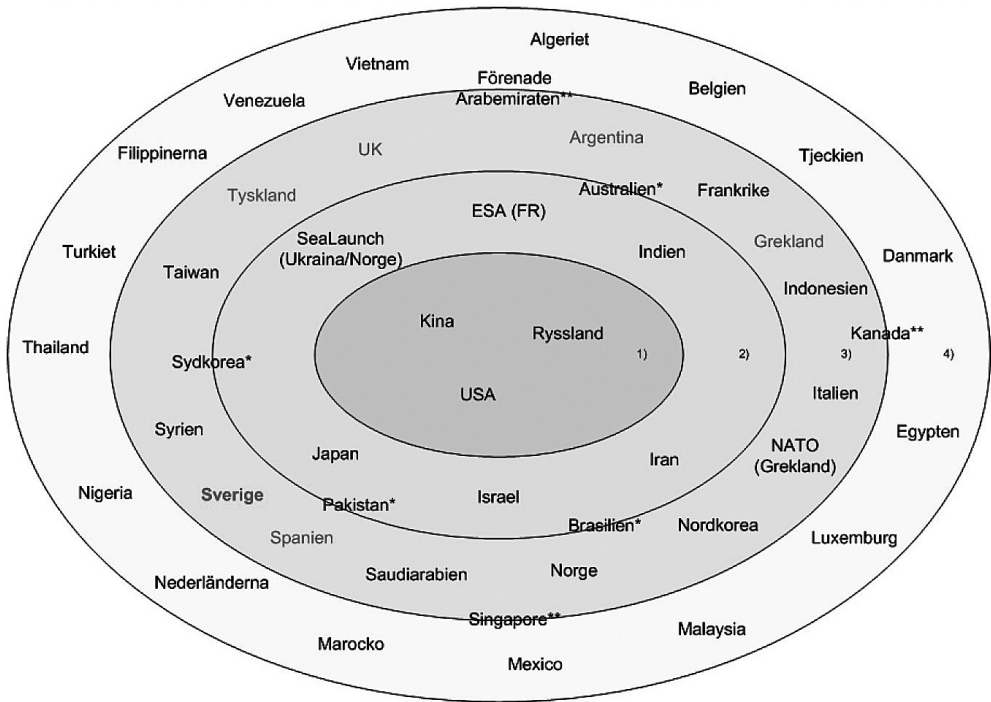 Algeriet
Vietnam
Förenade
Arabemiraten**
Belgien
Venezuela
Filippinerna
UK
Argentina
Tjeckien
Tyskland
Australien*
Frankrike
ESA (FR)
SeaLaunch
(Ukraina/Norge)
Indien
Grekland
Turkiet
Danmark
Taiwan
Indonesien
Kina
Ryssland
Kanada**
Thailand
Sydkorea*
1)
2)
3)
4)
USA
Italien
Syrien
Egypten
NATO
(Grekland)
Japan
Iran
Nigeria
Sverige
Pakistan*
Israel
Brasilien*
Nordkorea
Spanien
Luxemburg
Nederländerna
Saudiarabien
Norge
Singapore**
Malaysia
Marocko
Mexico